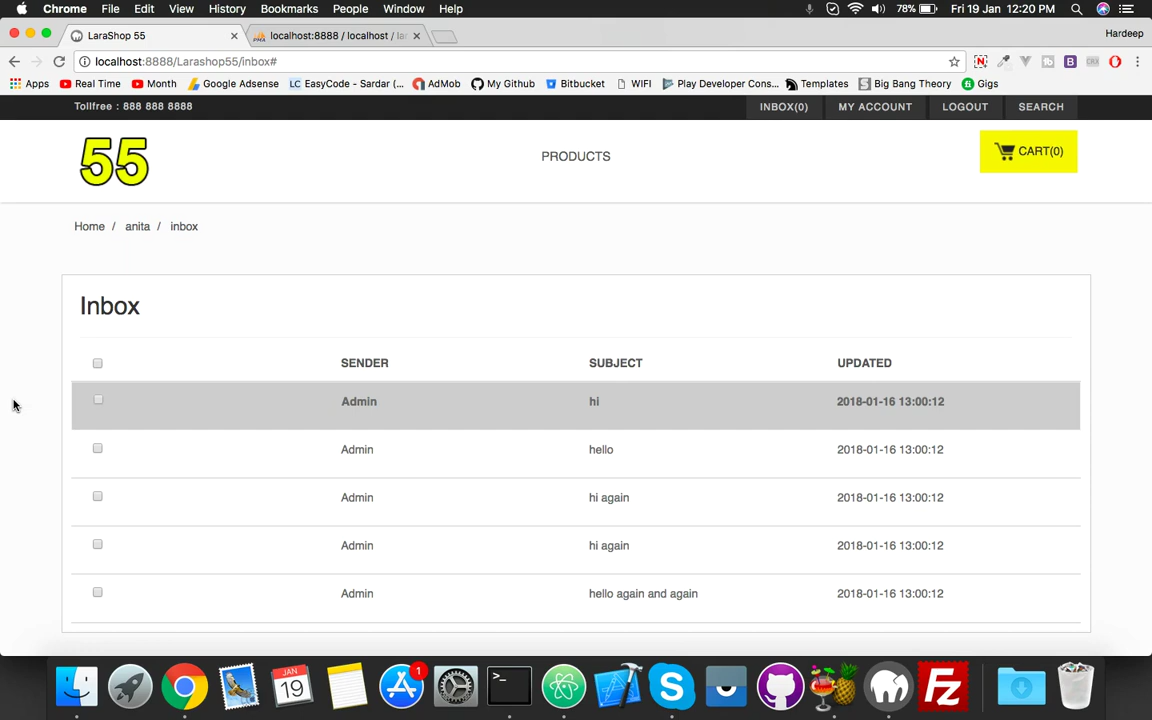 Chrome File Edit View History Bookmarks People Window Help 78% Fri 19 Jan 12:20 PM
LaraShop 55 localhost:8888 / localhost / lar
Hardeep
localhost:8888/Larashop55/inbox#
Apps Real Time Month Google Adsense LC EasyCode - Sardar (... AdMob My Github Bitbucket WIFI Play Developer Cons... Templates Big Bang Theory Gigs
Tollfree : 888 888 8888 INBOX(0) MY ACCOUNT LOGOUT SEARCH
55 PRODUCTS CART(0)
Home / anita / inbox
Inbox
SENDER SUBJECT UPDATED
Admin hi 2018-01-16 13:00:12
Admin hello 2018-01-16 13:00:12
Admin hi again 2018-01-16 13:00:12
Admin hi again 2018-01-16 13:00:12
Admin hello again and again 2018-01-16 13:00:12
JAN 19 1